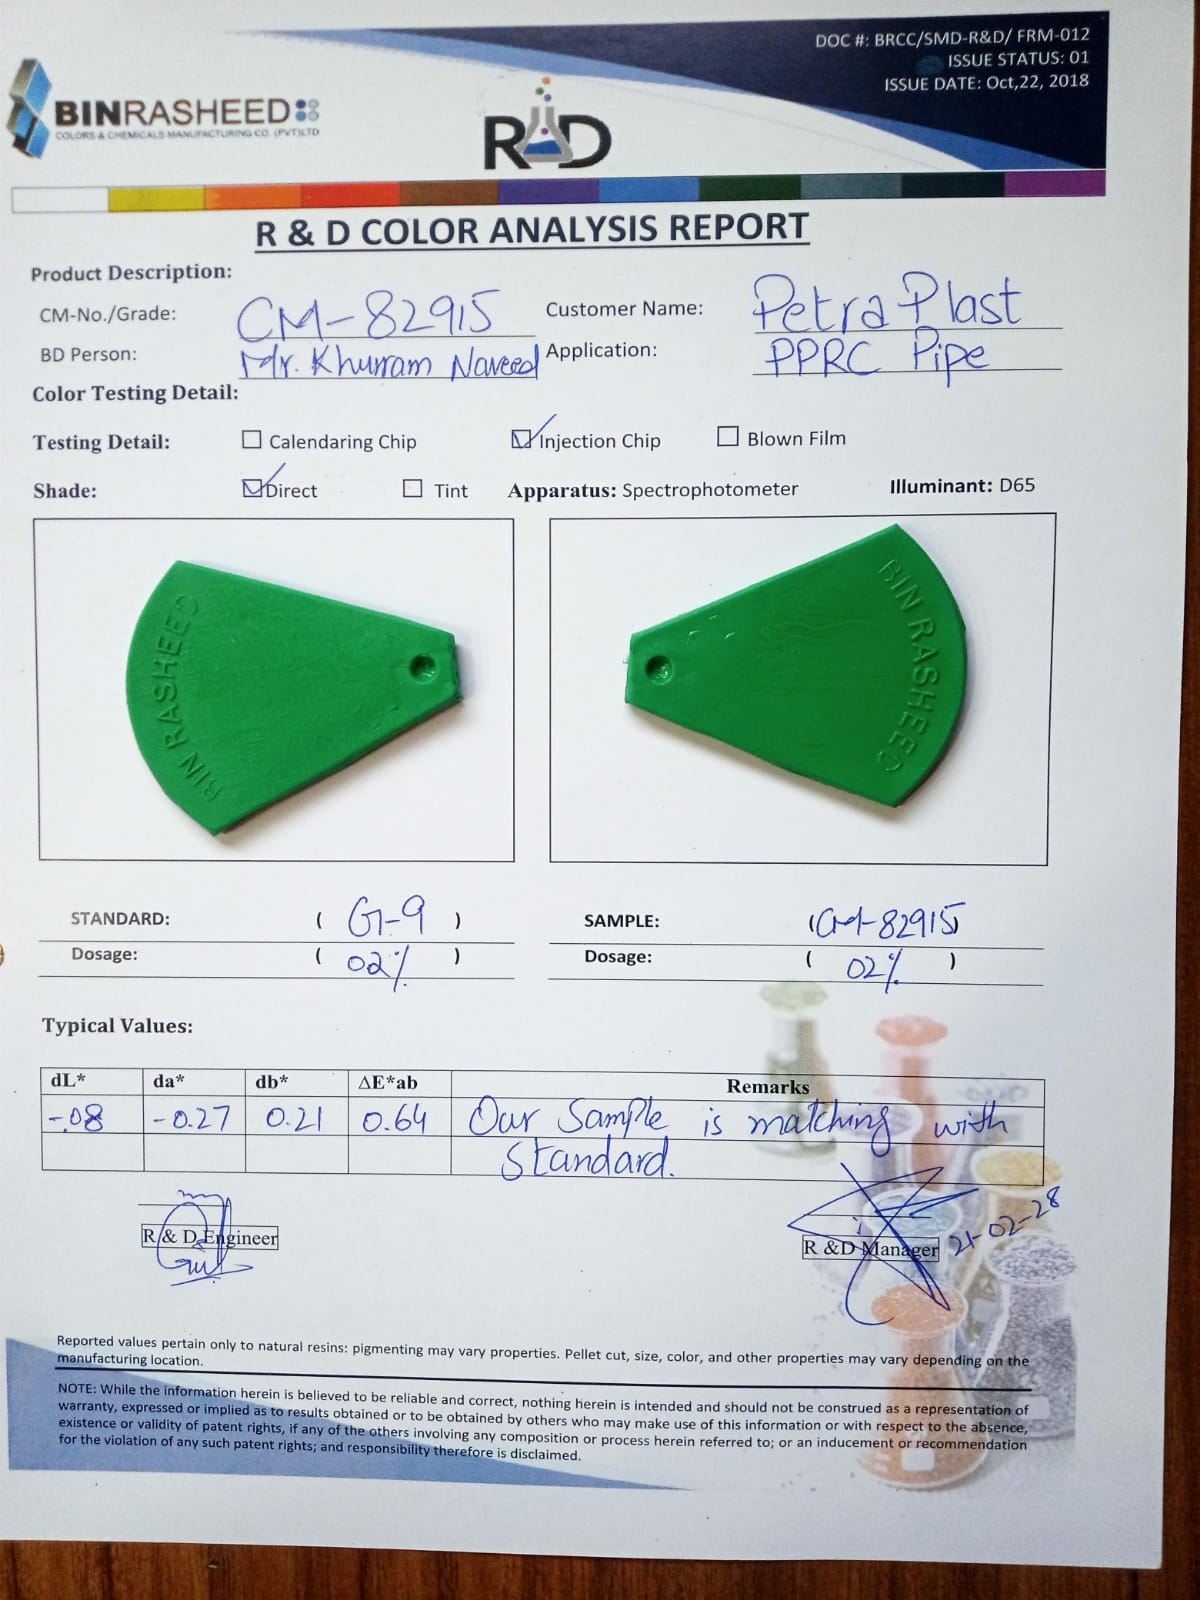 DOC #: BRCC/SMD-R&D/ FRM-012
ISSUE STATUS: 01
ISSUE DATE: Oct,22, 2018
BINRASHEED
COLORS & CHEMICALS MANUFACTURING CO. (PVT)LTD
R&D
R & D COLOR ANALYSIS REPORT
Product Description:
CM-No./Grade: CM-82915 Customer Name: Petra Plast
BD Person: Mr. Khurram Naveed Application: PPRC Pipe
Color Testing Detail:
Testing Detail: Calendaring Chip Injection Chip Blown Film
Shade: Direct Tint Apparatus: Spectrophotometer Illuminant: D65
BIN RASHEED
BIN RASHEED
STANDARD: ( G-9 ) SAMPLE: (CM-82915)
Dosage: ( 02% ) Dosage: ( 02% )
Typical Values:
dL* da* db* ΔE*ab Remarks
-.08 -0.27 0.21 0.64 Our Sample is matching with
Standard.
R & D Engineer
R &D Manager 21-02-28
Reported values pertain only to natural resins: pigmenting may vary properties. Pellet cut, size, color, and other properties may vary depending on the
manufacturing location.
NOTE: While the information herein is believed to be reliable and correct, nothing herein is intended and should not be construed as a representation of
warranty, expressed or implied as to results obtained or to be obtained by others who may make use of this information or with respect to the absence,
existence or validity of patent rights, if any of the others involving any composition or process herein referred to; or an inducement or recommendation
for the violation of any such patent rights; and responsibility therefore is disclaimed.